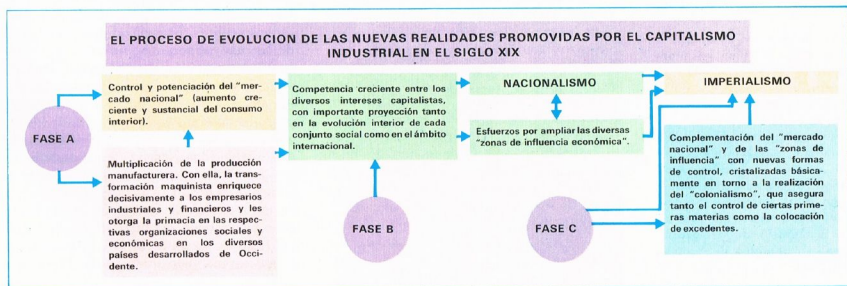 EL PROCESO DE EVOLUCION DE LAS NUEVAS REALIDADES PROMOVIDAS POR EL CAPITALISMO
INDUSTRIAL EN EL SIGLO XIX
FASE A
Control y potenciación del "mer-
cado nacional" (aumento cre-
ciente y sustancial del consumo
interior).
Multiplicación de la producción
manufacturera. Con ella, la trans-
formación maquinista enriquece
decisivamente a los empresarios
industriales y financieros y les
otorga la primacía en las respec-
tivas organizaciones sociales y
económicas en los diversos
países desarrollados de Occi-
dente.
Competencia creciente entre los
diversos intereses capitalistas,
con importante proyección tanto
en la evolución interior de cada
conjunto social como en el ámbito
internacional.
FASE B
NACIONALISMO
Esfuerzos por ampliar las diversas
"zonas de influencia económica".
FASE C
IMPERIALISMO
Complementación del "mercado
nacional" y de las "zonas de
influencia" con nuevas formas
de control, cristalizadas básica-
mente en torno a la realización
del "colonialismo", que asegura
tanto el control de ciertas prime-
ras materias como la colocación
de excedentes.